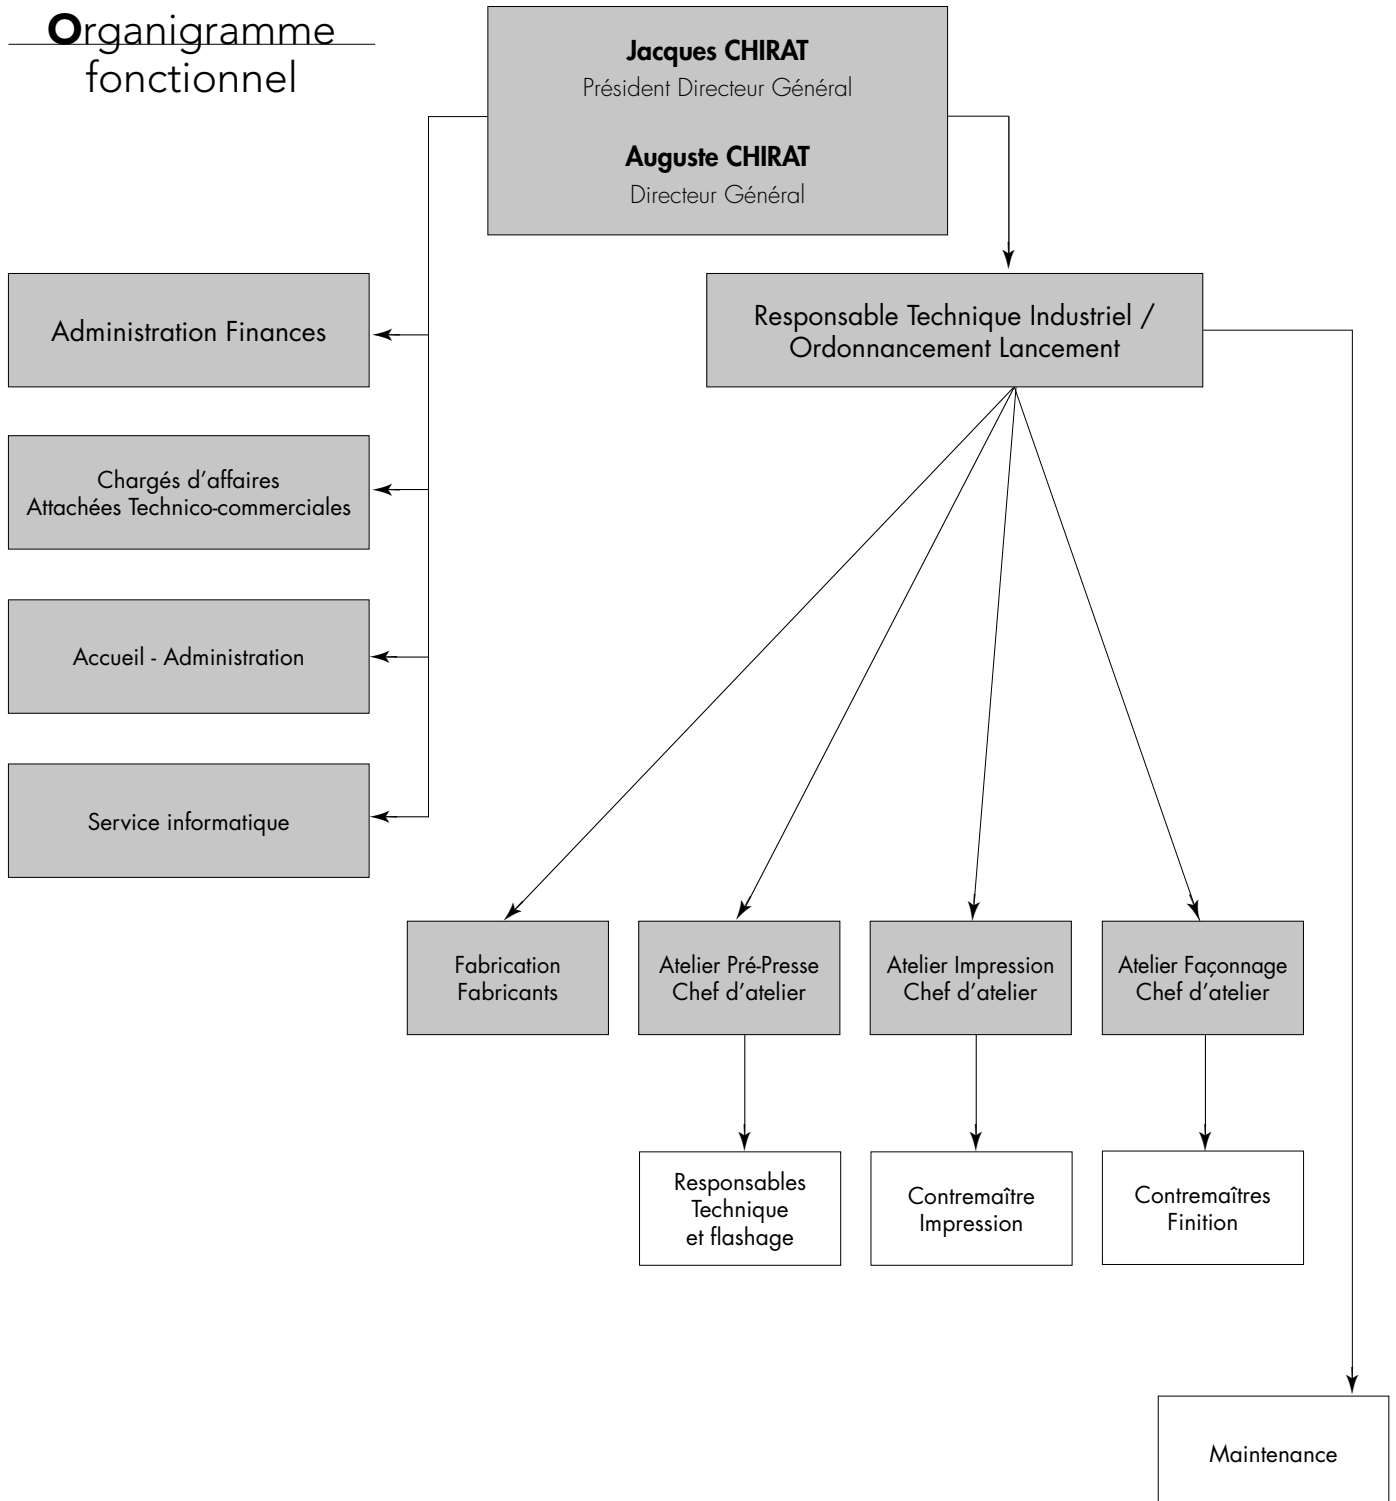 Organigramme
fonctionnel
Jacques CHIRAT
Président Directeur Général
Auguste CHIRAT
Directeur Général
Administration Finances
Responsable Technique Industriel /
Ordonnancement Lancement
Chargés d’affaires
Attachées Technico-commerciales
Accueil - Administration
Service informatique
Fabrication
Fabricants
Atelier Pré-Presse
Chef d’atelier
Atelier Impression
Chef d’atelier
Atelier Façonnage
Chef d’atelier
Responsables
Technique
et flashage
Contremaître
Impression
Contremaîtres
Finition
Maintenance